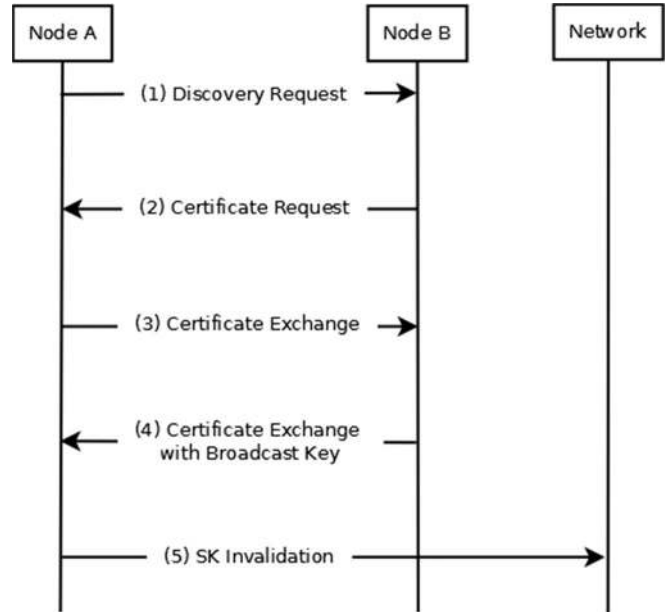 Node A
Node B
Network
(1) Discovery Request
(2) Certificate Request
(3) Certificate Exchange
(4) Certificate Exchange
with Broadcast Key
(5) SK Invalidation